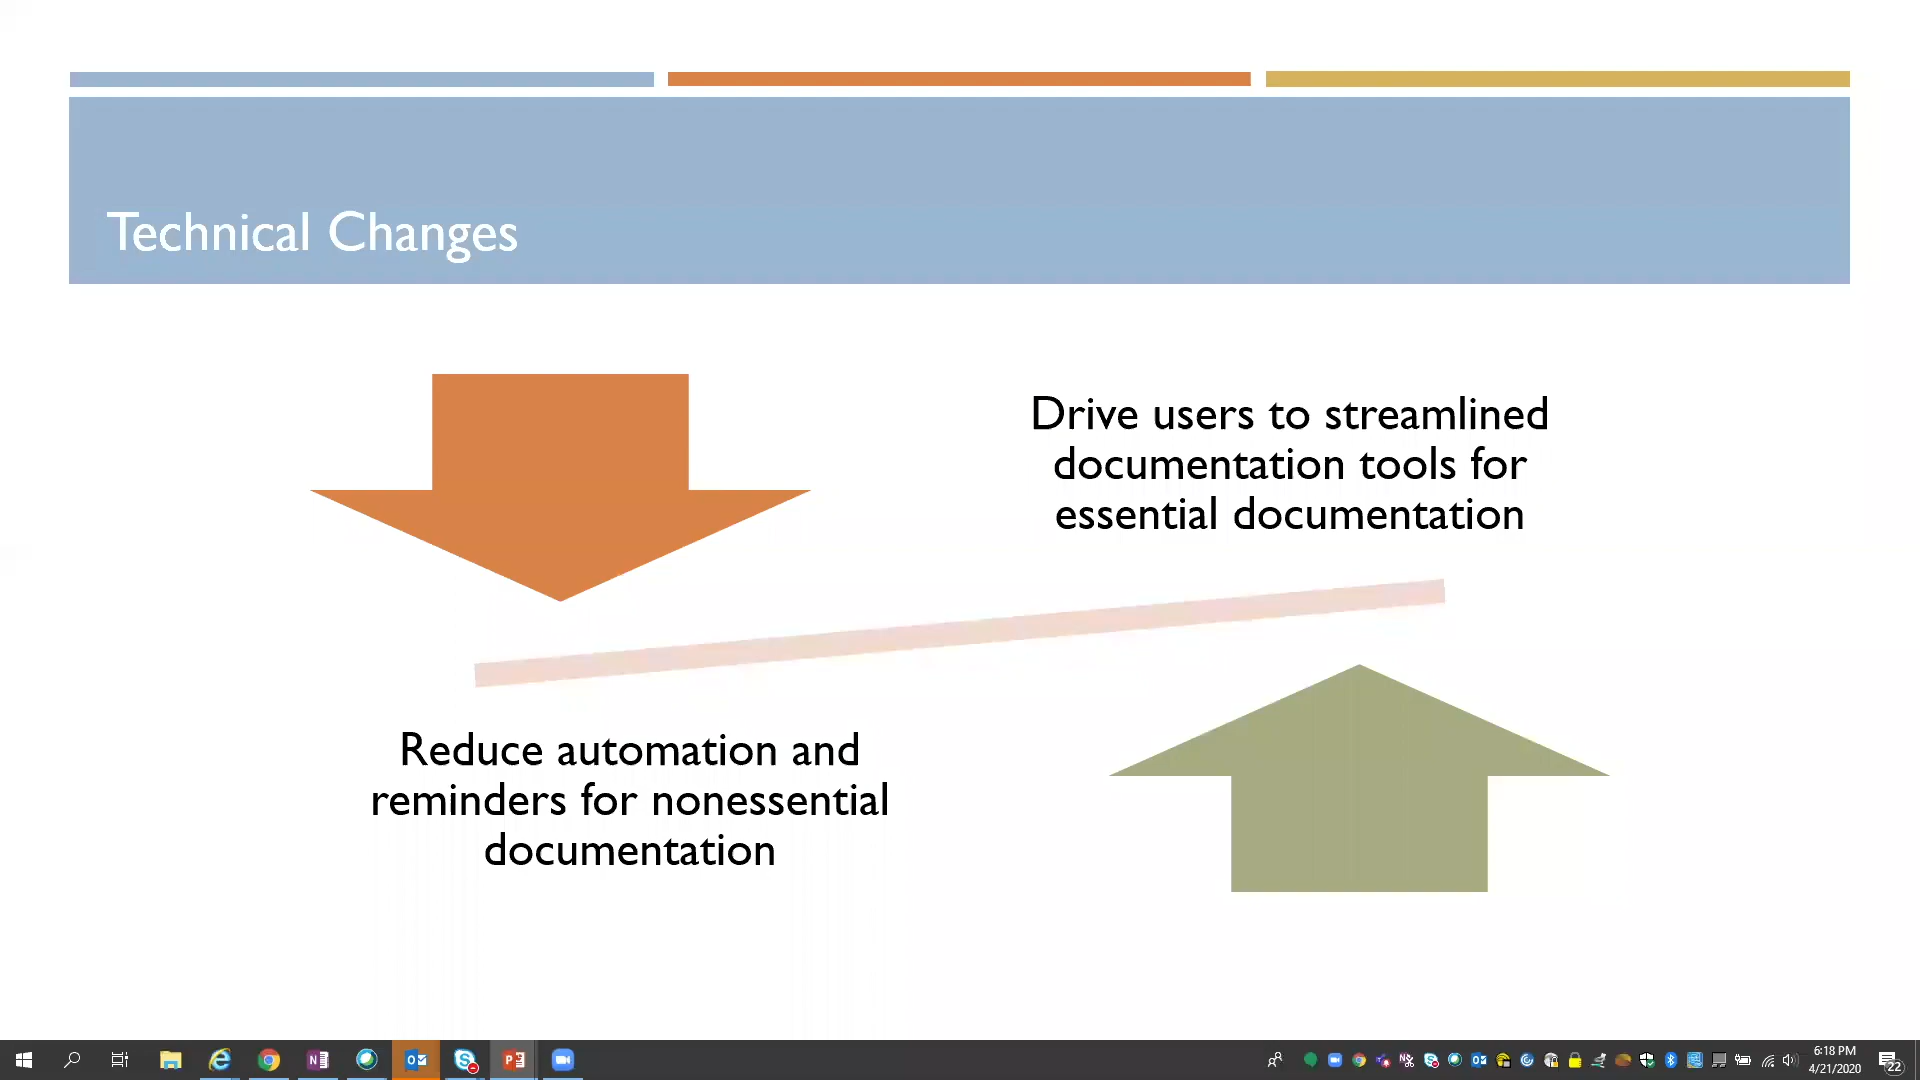 Technical Changes
Drive users to streamlined
documentation tools for
essential documentation
Reduce automation and
reminders for nonessential
documentation
6:18 PM
4/21/2020
22